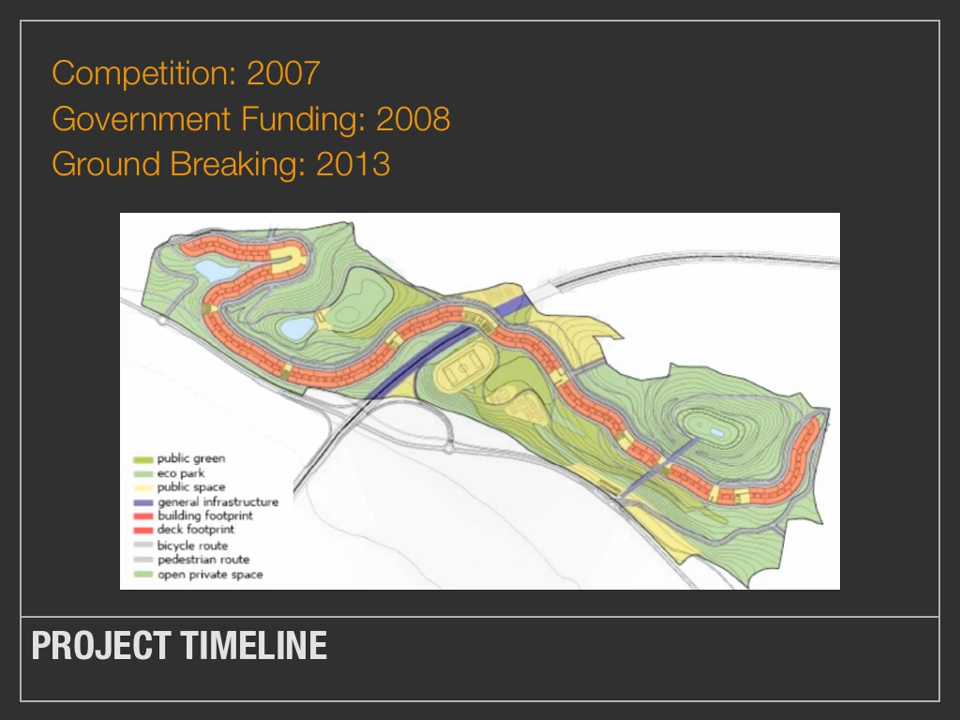 Competition: 2007
Government Funding: 2008
Ground Breaking: 2013
public green
eco park
public space
general infrastructure
building footprint
deck footprint
bicycle route
pedestrian route
open private space
PROJECT TIMELINE